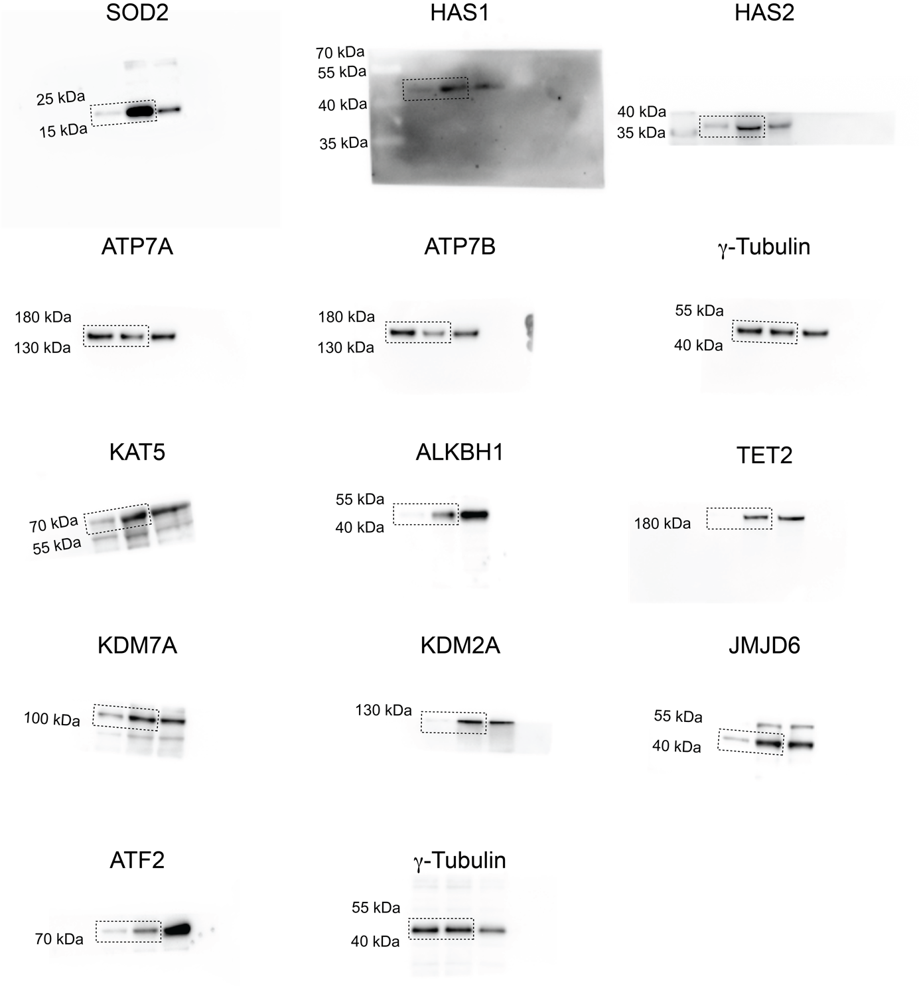 SOD2
HAS1
HAS2
25 kDa
15 kDa
70 kDa
55 kDa
40 kDa
35 kDa
40 kDa
35 kDa
ATP7A
ATP7B
γ-Tubulin
180 kDa
130 kDa
180 kDa
130 kDa
55 kDa
40 kDa
KAT5
ALKBH1
TET2
70 kDa
55 kDa
55 kDa
40 kDa
180 kDa
KDM7A
KDM2A
JMJD6
100 kDa
130 kDa
55 kDa
40 kDa
ATF2
γ-Tubulin
70 kDa
55 kDa
40 kDa